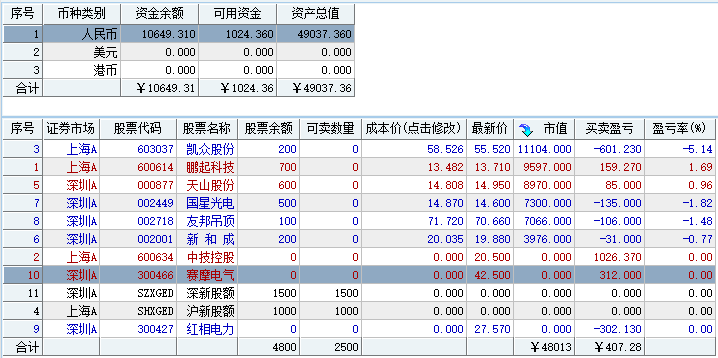 序号 币种类别 资金余额 可用资金 资产总值
1 人民币 10649.310 1024.360 49037.360
2 美元 0.000 0.000 0.000
3 港币 0.000 0.000 0.000
合计 ￥10649.31 ￥1024.36 ￥49037.36
序号 证券市场 股票代码 股票名称 股票余额 可卖数量 成本价(点击修改) 最新价 市值 买卖盈亏 盈亏率(%)
3 上海A 603037 凯众股份 200 0 58.526 55.520 11104.000 -601.230 -5.14
1 上海A 600614 鹏起科技 700 0 13.482 13.710 9597.000 159.270 1.69
5 深圳A 000877 天山股份 600 0 14.808 14.950 8970.000 85.000 0.96
7 深圳A 002449 国星光电 500 0 14.870 14.600 7300.000 -135.000 -1.82
8 深圳A 002718 友邦吊顶 100 0 71.720 70.660 7066.000 -106.000 -1.48
6 深圳A 002001 新 和 成 200 0 20.035 19.880 3976.000 -31.000 -0.77
2 上海A 600634 中技控股 0 0 0.000 20.500 0.000 1026.370 0.00
10 深圳A 300466 赛摩电气 0 0 0.000 42.500 0.000 312.000 0.00
11 深圳A SZXGED 深新股额 1500 1500 0.000 0.000 0.000 0.000 0.00
4 上海A SHXGED 沪新股额 1000 1000 0.000 0.000 0.000 0.000 0.00
9 深圳A 300427 红相电力 0 0 0.000 27.570 0.000 -302.130 0.00
合计 4800 2500 ￥48013 ￥407.28